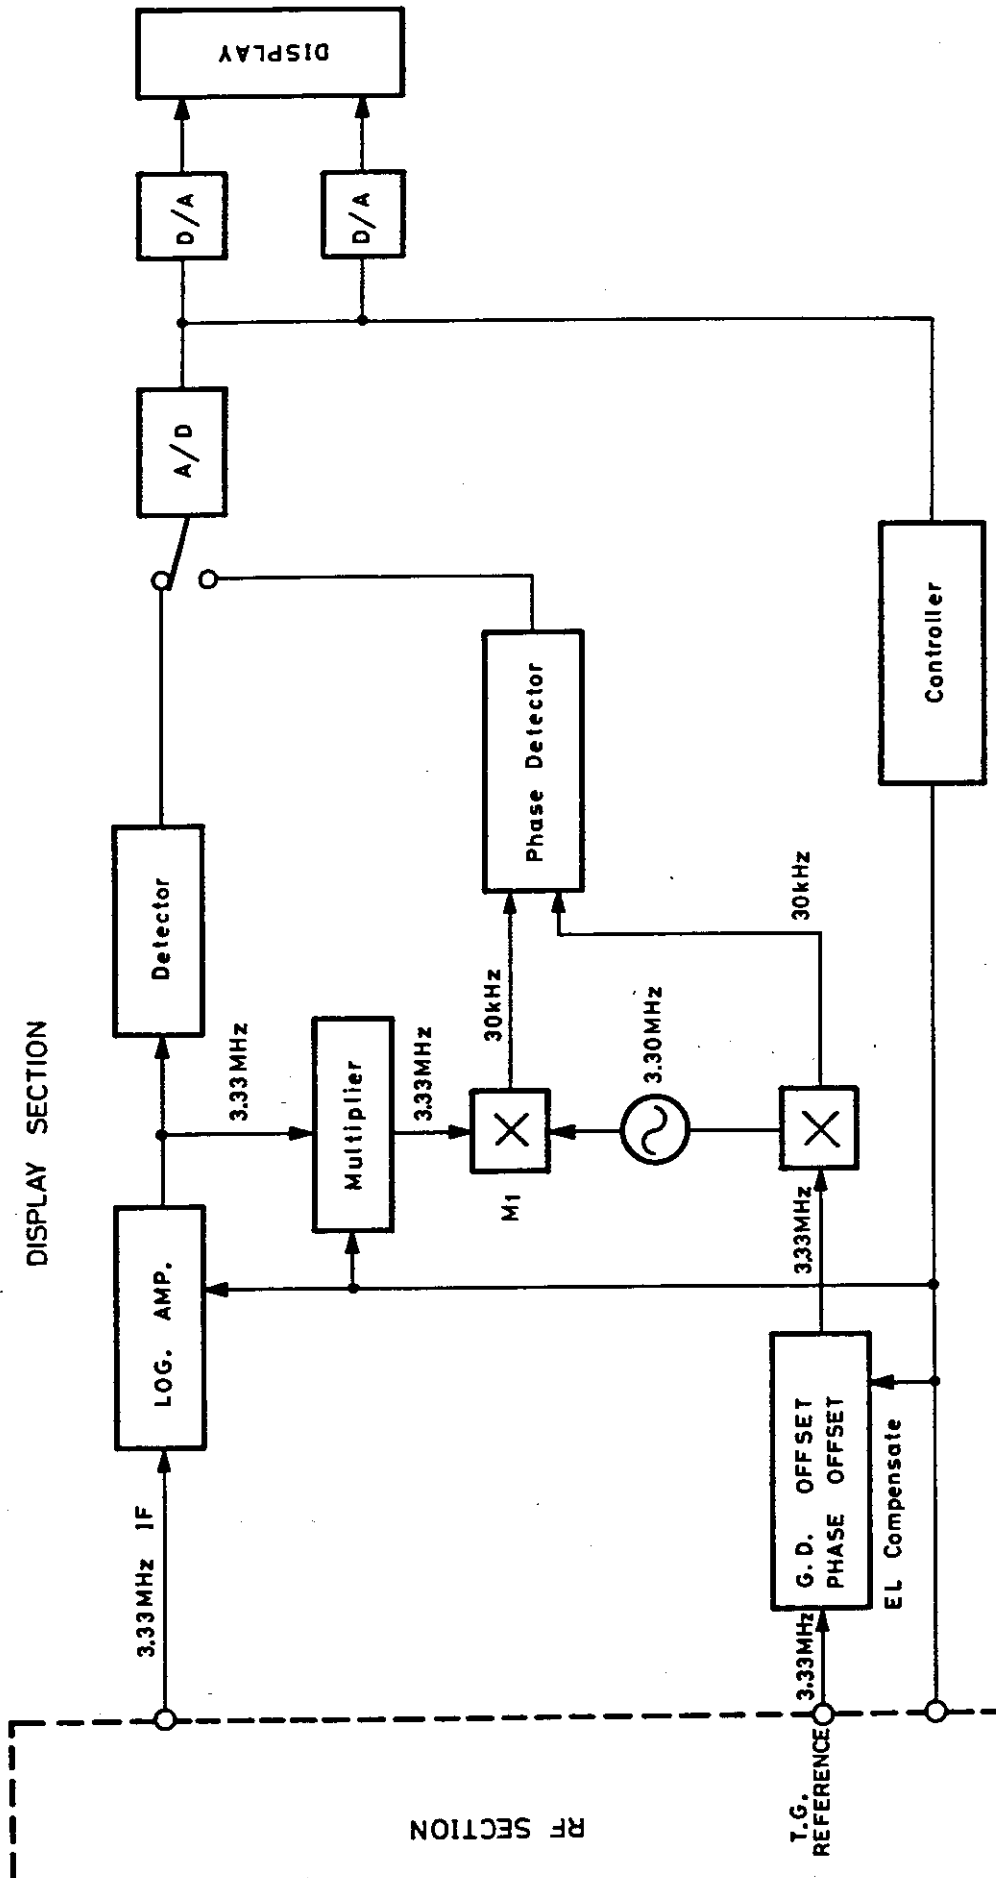 DISPLAY SECTION
RF SECTION
3.33MHz IF
LOG. AMP.
Detector
A/D
D/A
D/A
DISPLAY
3.33MHz
Multiplier
3.33MHz
M1
30kHz
Phase Detector
3.30MHz
T.G.
REFERENCE
3.33MHz
G.D. OFFSET
PHASE OFFSET
EL Compensate
3.33MHz
30kHz
Controller